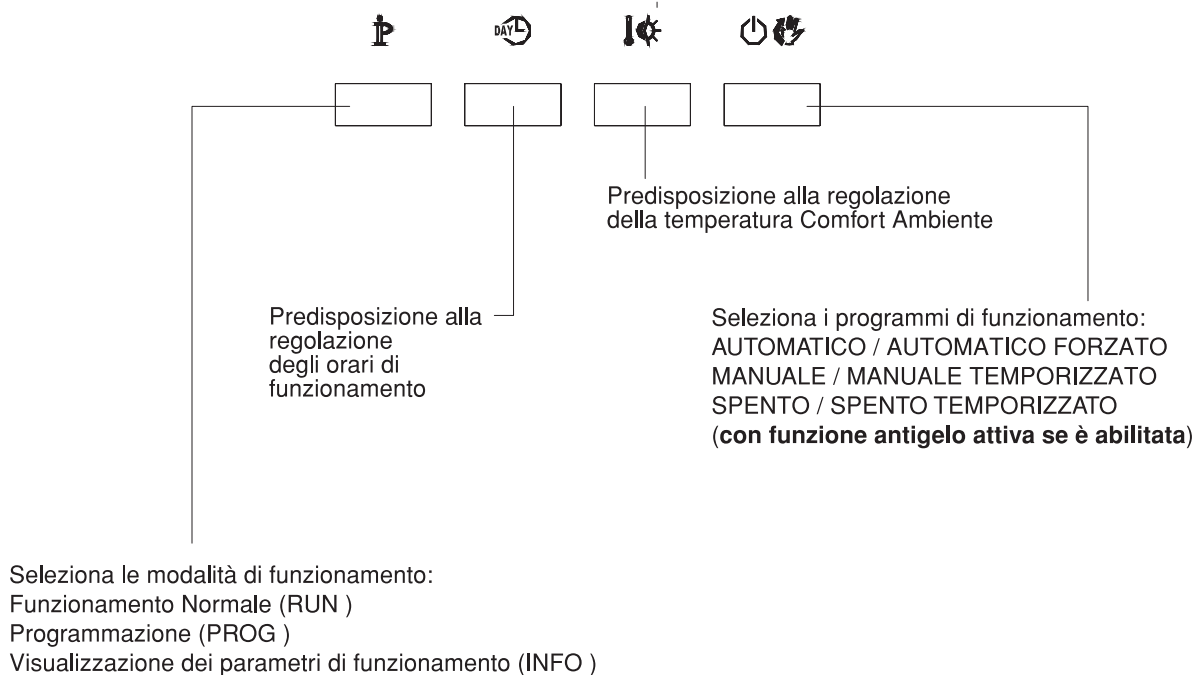 DAY
Predisposizione alla regolazione
della temperatura Comfort Ambiente
Predisposizione alla
regolazione
degli orari di
funzionamento
Seleziona i programmi di funzionamento:
AUTOMATICO / AUTOMATICO FORZATO
MANUALE / MANUALE TEMPORIZZATO
SPENTO / SPENTO TEMPORIZZATO
(con funzione antigelo attiva se è abilitata)
Seleziona le modalità di funzionamento:
Funzionamento Normale (RUN )
Programmazione (PROG )
Visualizzazione dei parametri di funzionamento (INFO )